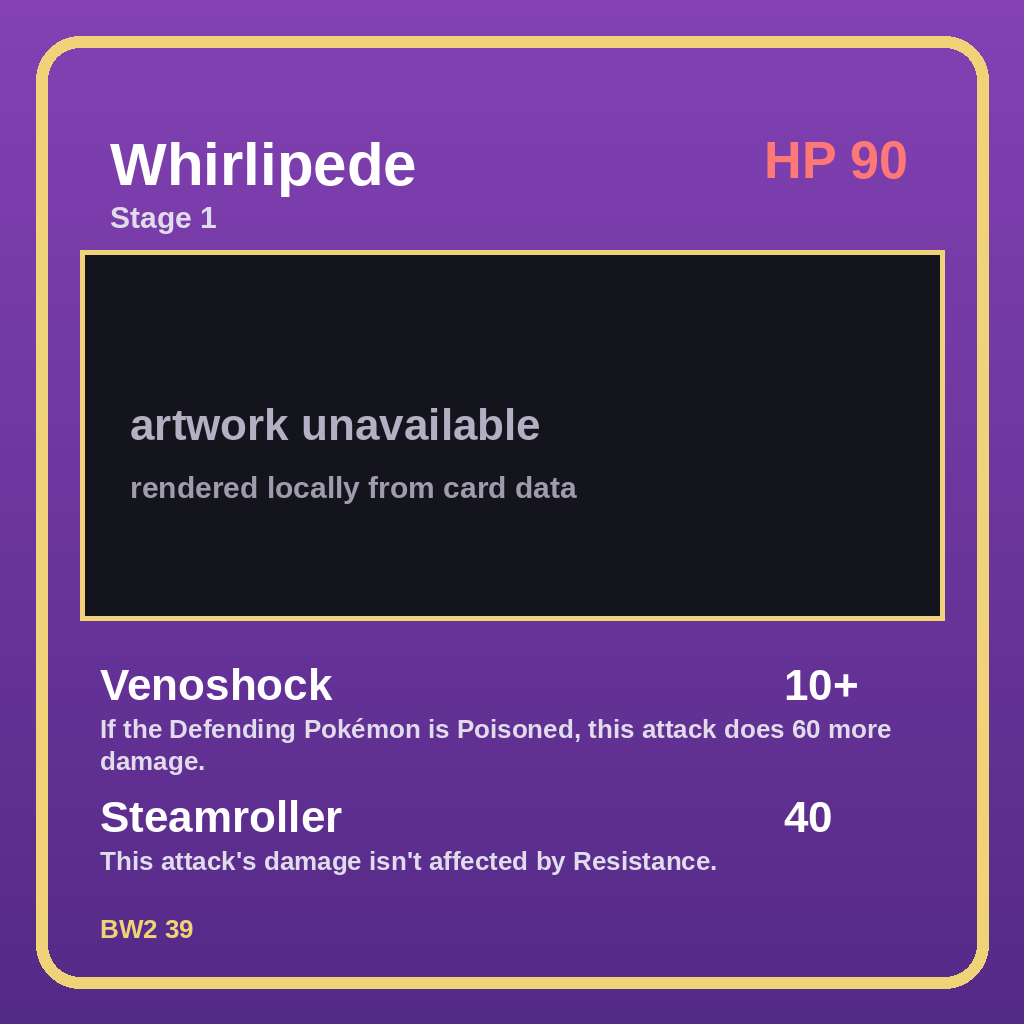 Whirlipede
HP 90
Stage 1
artwork unavailable
rendered locally from card data
Venoshock
10+
If the Defending Pokémon is Poisoned, this attack does 60 more
damage.
Steamroller
40
This attack's damage isn't affected by Resistance.
BW2 39